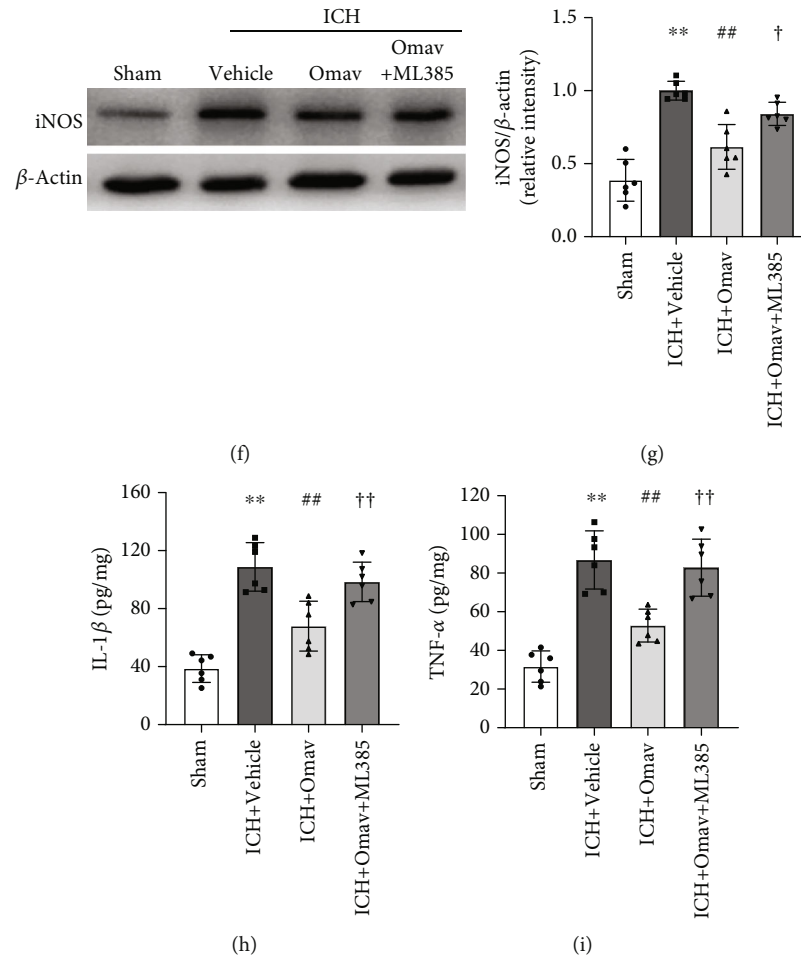 ICH
Sham
Vehicle
Omav
Omav
+ML385
iNOS
β-Actin
(f)
iNOS/β-actin
(relative intensity)
1.5
1.0
0.5
0.0
**
##
†
Sham
ICH+Vehicle
ICH+Omav
ICH+Omav+ML385
(g)
IL-1β (pg/mg)
160
120
80
40
0
**
##
††
Sham
ICH+Vehicle
ICH+Omav
ICH+Omav+ML385
(h)
TNF-α (pg/mg)
120
100
80
60
40
20
0
**
##
††
Sham
ICH+Vehicle
ICH+Omav
ICH+Omav+ML385
(i)